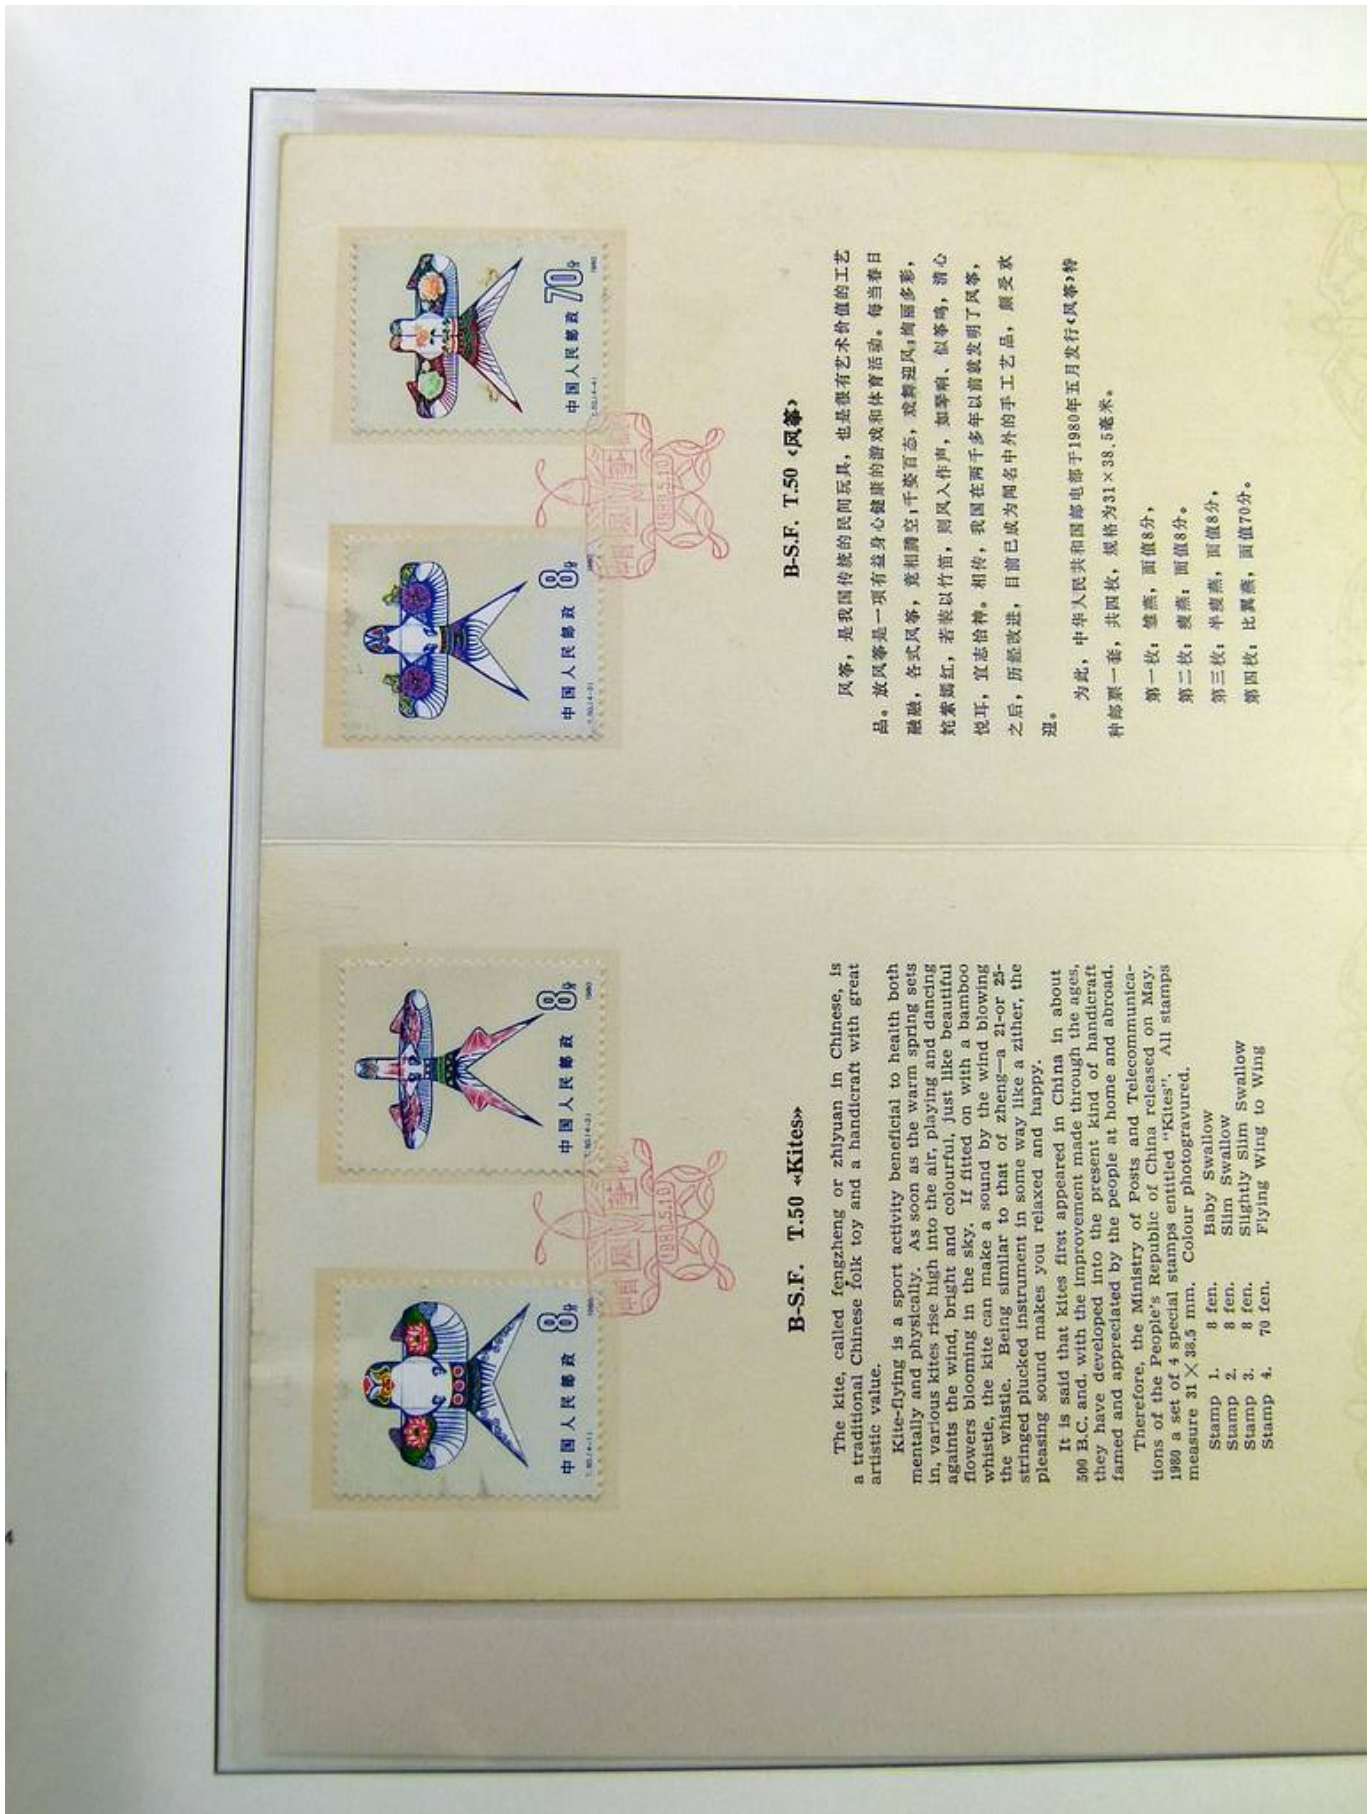 中国人民邮政 8分
T.50.(4-1) 1980
中国人民邮政 8分
T.50.(4-2) 1980
中国人民邮政 8分
T.50.(4-3) 1980
中国人民邮政 70分
T.50.(4-4) 1980
1980.5.10
1980.5.10
B-S.F. T.50 «Kites»
The kite, called fengzheng or zhiyuan in Chinese, is
a traditional Chinese folk toy and a handicraft with great
artistic value.
Kite-flying is a sport activity beneficial to health both
mentally and physically. As soon as the warm spring sets
in, various kites rise high into the air, playing and dancing
againts the wind, bright and colourful, just like beautiful
flowers blooming in the sky. If fitted on with a bamboo
whistle, the kite can make a sound by the wind blowing
the whistle. Being similar to that of zheng—a 21-or 25-
stringed plucked instrument in some way like a zither, the
pleasing sound makes you relaxed and happy.
It is said that kites first appeared in China in about
500 B.C. and, with the improvement made through the ages,
they have developed into the present kind of handicraft
famed and appreciated by the people at home and abroad.
Therefore, the Ministry of Posts and Telecommunica-
tions of the People's Republic of China released on May,
1980 a set of 4 special stamps entitled "Kites". All stamps
measure 31×38.5 mm. Colour photogravured.
Stamp 1. 8 fen. Baby Swallow
Stamp 2. 8 fen. Slim Swallow
Stamp 3. 8 fen. Slightly Slim Swallow
Stamp 4. 70 fen. Flying Wing to Wing
B-S.F. T.50《风筝》
风筝，是我国传统的民间玩具，也是很有艺术价值的工艺
品。放风筝是一项有益身心健康的游戏和体育活动。每当春日
融融，各式风筝，竞相腾空；千姿百态，戏舞迎风；绚丽多彩，
姹紫嫣红，若装以竹笛，则风入作声，如琴响、似筝鸣，清心
悦耳，宜志怡神。相传，我国在两千多年以前就发明了风筝，
之后，历经改进，目前已成为闻名中外的手工艺品，颇受欢
迎。
为此，中华人民共和国邮电部于1980年五月发行《风筝》特
种邮票一套，共四枚，规格为31×38.5毫米。
第一枚：雏燕，面值8分，
第二枚：瘦燕；面值8分。
第三枚：半瘦燕，面值8分，
第四枚：比翼燕，面值70分。